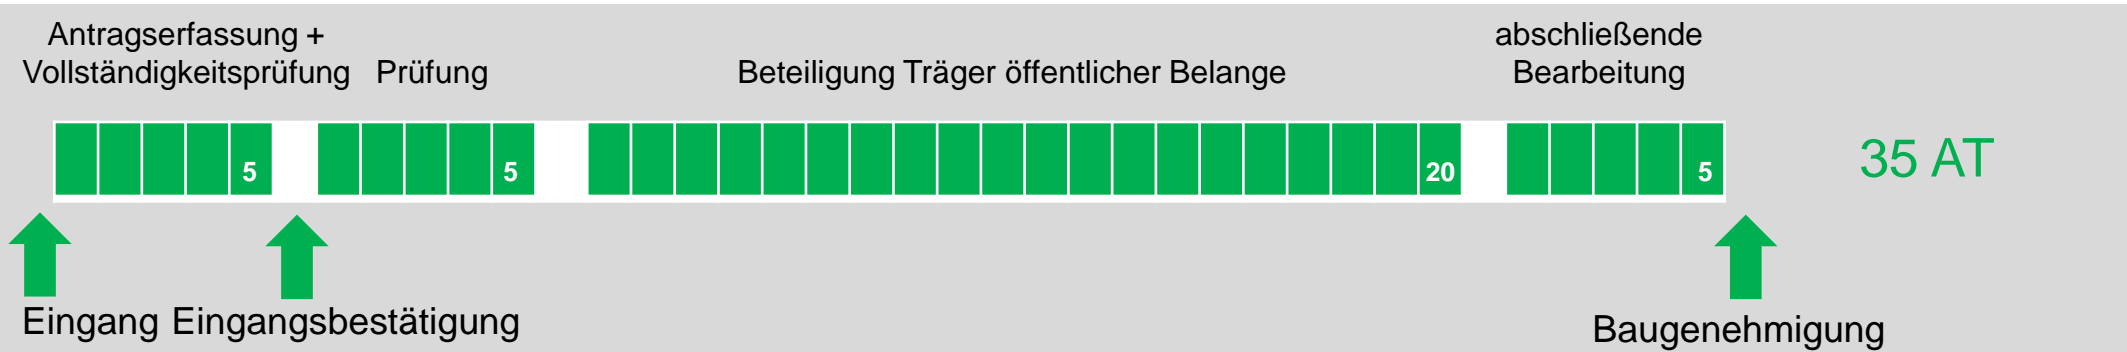 Antragserfassung +
Vollständigkeitsprüfung
Prüfung
Beteiligung Träger öffentlicher Belange
abschließende
Bearbeitung
5
5
20
5
35 AT
Eingang
Eingangsbestätigung
Baugenehmigung